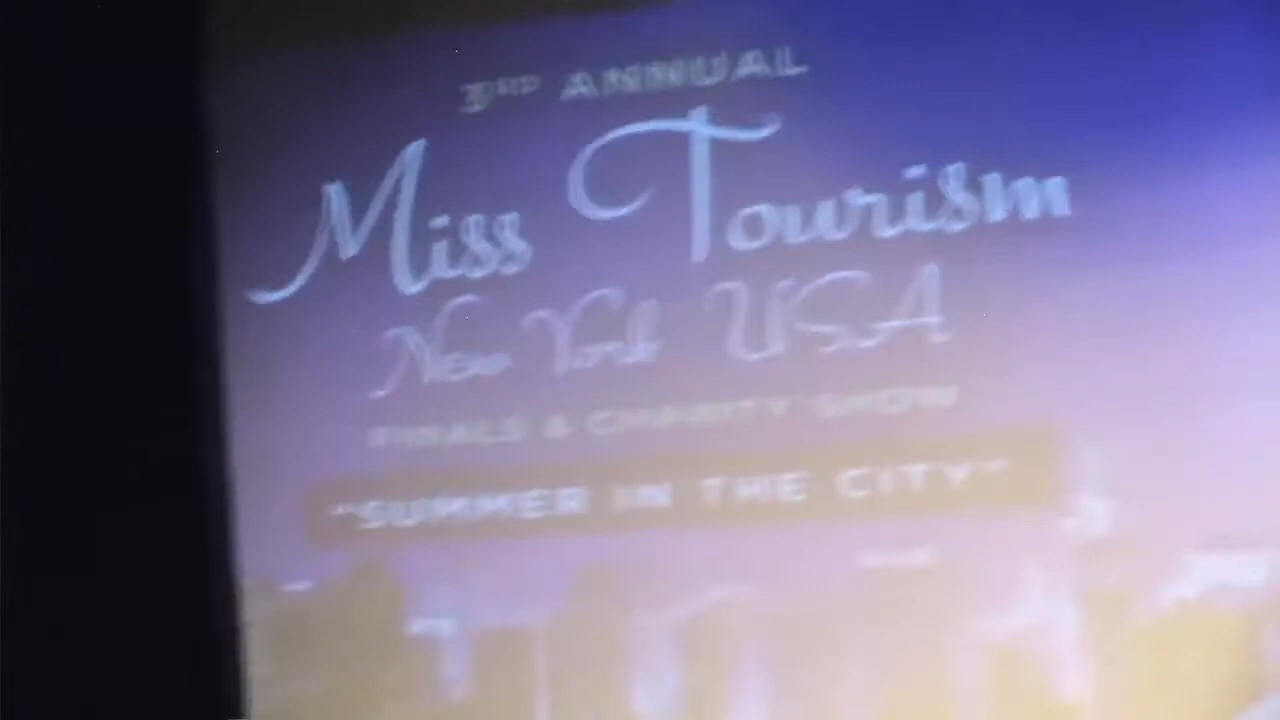 3RD ANNUAL
Miss Tourism
New York USA
FINALS & CHARITY SHOW
"SUMMER IN THE CITY"